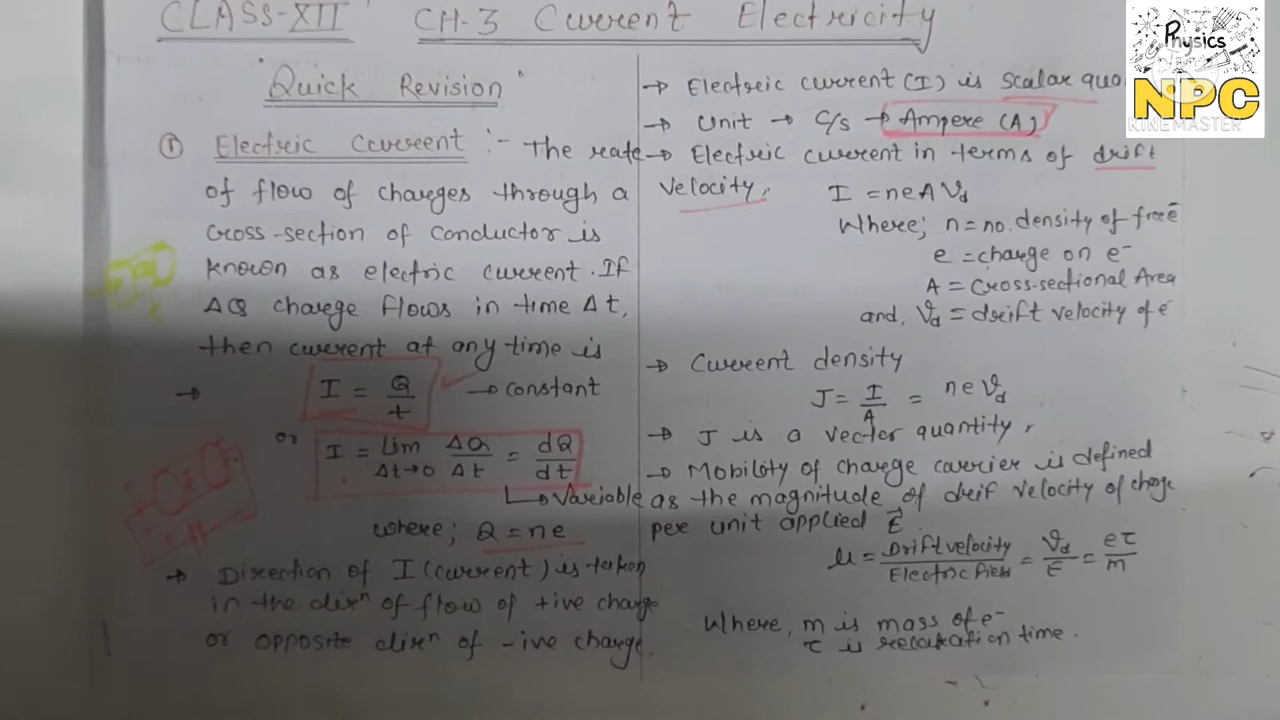 CLASS-XII CH-3 Current Electricity
"Quick Revision"
① Electric Current :- The rate
of flow of charges through a
cross-section of conductor is
known as electric current. If
ΔQ charge flows in time Δt,
then current at any time is
→ I = Q/t → constant
or I = Lim Δt→0 ΔQ/Δt = dQ/dt
↳ Variable
where; Q = ne
→ Direction of I (current) is taken
in the dirⁿ of flow of +ive charge
or opposite dirⁿ of -ive charge.
→ Electric current (I) is scalar
→ Unit → C/s → Ampere (A)
→ Electric current in terms of drift
velocity, I = neAVd
Where; n = no. density of free e⁻
e = charge on e⁻
A = Cross-sectional Area
and, Vd = drift velocity of e⁻
→ Current density
J = I/A = neVd
→ J is a vector quantity,
→ Mobility of charge carrier is defined
as the magnitude of drif velocity of charge
per unit applied E⃗
μ = Drift velocity/Electric field = Vd/E = eτ/m
Where, m is mass of e⁻
τ is relaxation time.
Physics
NPC
KINEMASTER